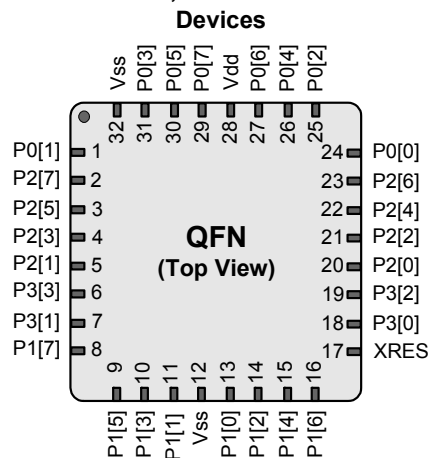 Devices
Vss P0[3] P0[5] P0[7] Vdd P0[6] P0[4] P0[2]
32 31 30 29 28 27 26 25
P0[1] 1 24 P0[0]
P2[7] 2 23 P2[6]
P2[5] 3 22 P2[4]
P2[3] 4 QFN 21 P2[2]
P2[1] 5 (Top View) 20 P2[0]
P3[3] 6 19 P3[2]
P3[1] 7 18 P3[0]
P1[7] 8 17 XRES
9 10 11 12 13 14 15 16
P1[5] P1[3] P1[1] Vss P1[0] P1[2] P1[4] P1[6]